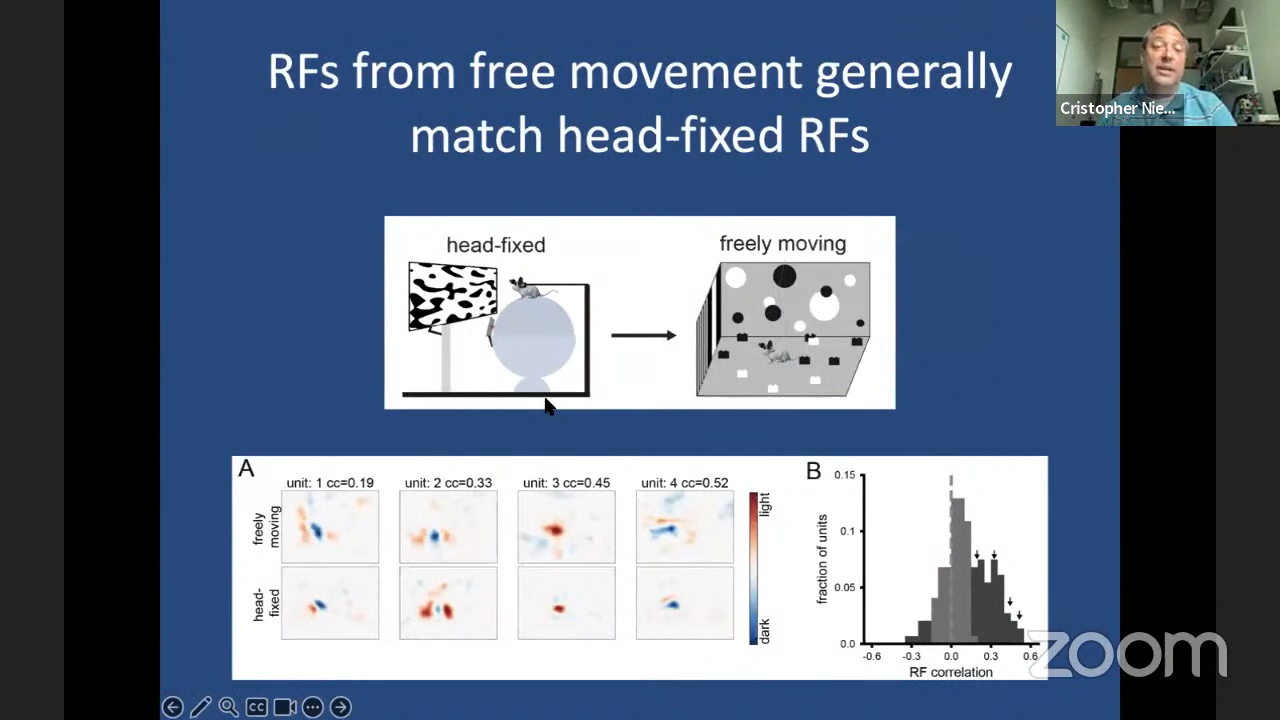 RFs from free movement generally
match head-fixed RFs
Cristopher Nie...
head-fixed
freely moving
A
unit: 1 cc=0.19
unit: 2 cc=0.33
unit: 3 cc=0.45
unit: 4 cc=0.52
freely
moving
head-
fixed
light
dark
B
fraction of units
0.15
0.1
0.05
0.0
-0.6
-0.3
0.0
0.3
0.6
RF correlation
zoom
CC